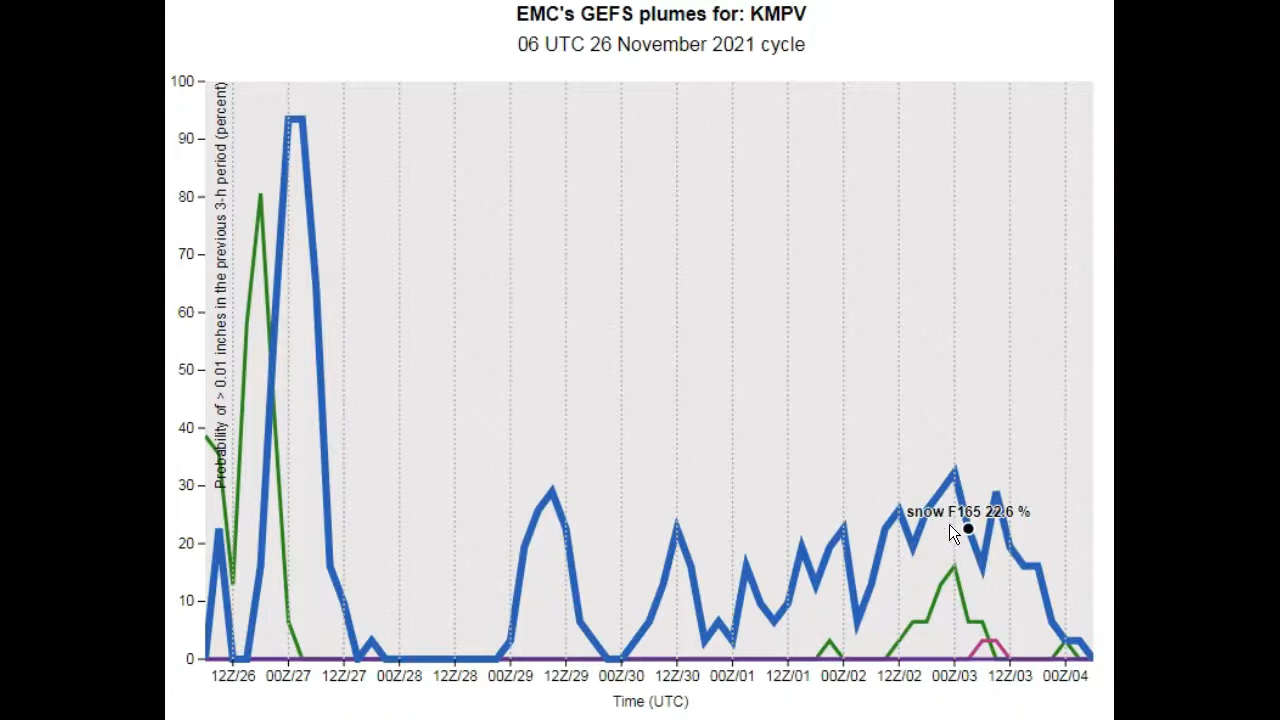 EMC's GEFS plumes for: KMPV
06 UTC 26 November 2021 cycle
Probability of > 0.01 inches in the previous 3-h period (percent)
100
90
80
70
60
50
40
30
20
10
0
snow F165 22.6 %
12Z/26 00Z/27 12Z/27 00Z/28 12Z/28 00Z/29 12Z/29 00Z/30 12Z/30 00Z/01 12Z/01 00Z/02 12Z/02 00Z/03 12Z/03 00Z/04
Time (UTC)